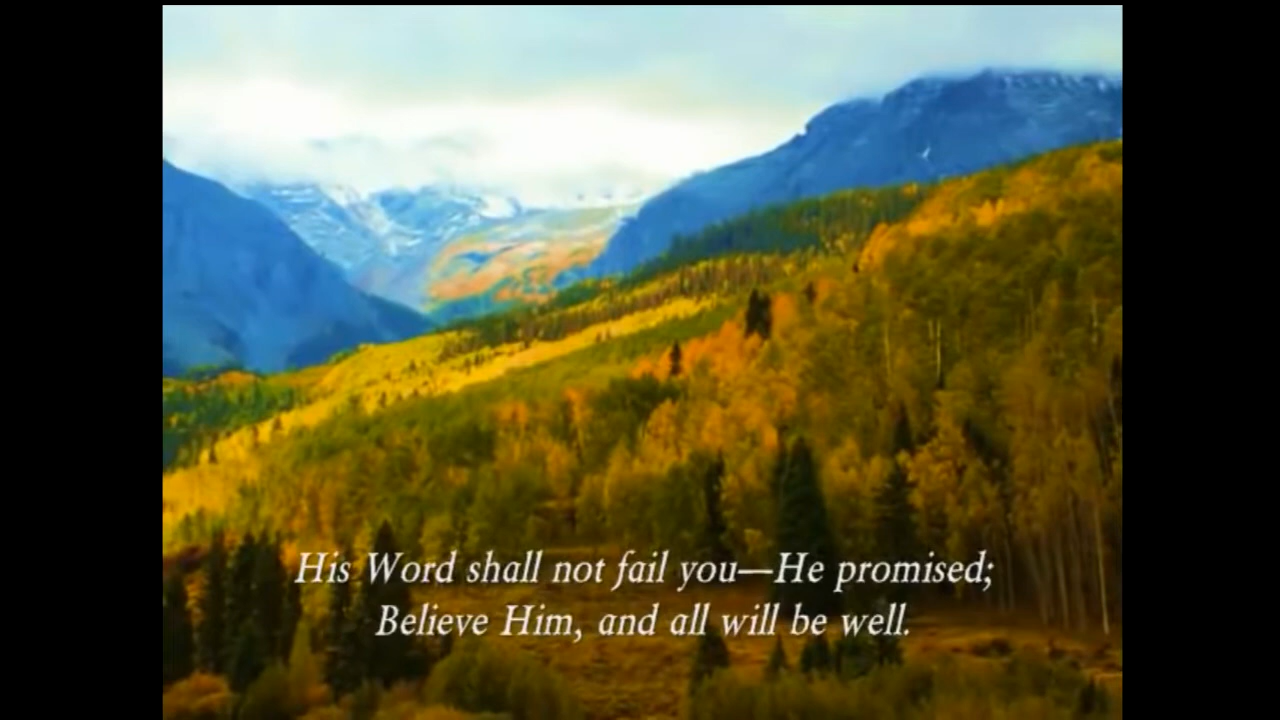 His Word shall not fail you—He promised;
Believe Him, and all will be well.